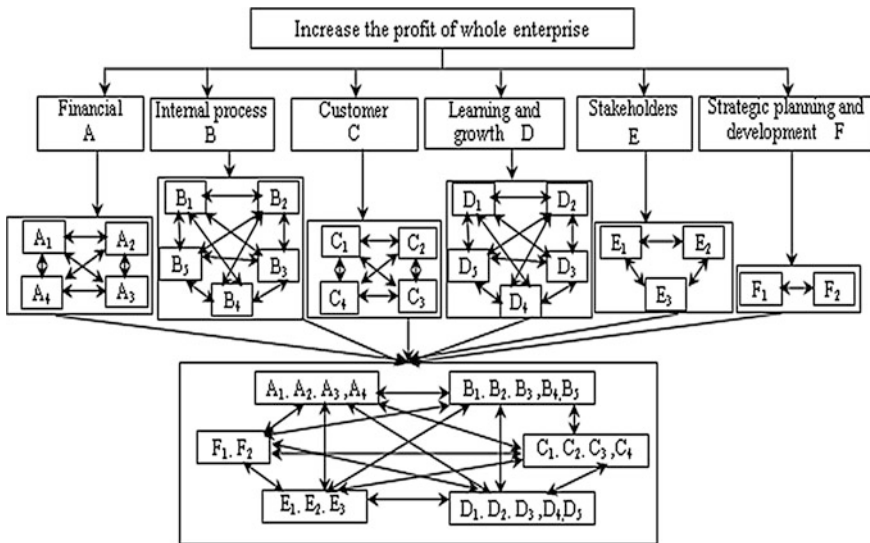 Increase the profit of whole enterprise
Financial
A
Internal process
B
Customer
C
Learning and
growth D
Stakeholders
E
Strategic planning and
development F
A₁ A₂
A₄ A₃
B₁ B₂
B₅ B₃
B₄
C₁ C₂
C₄ C₃
D₁ D₂
D₅ D₃
D₄
E₁ E₂
E₃
F₁ F₂
A₁. A₂. A₃ ,A₄
B₁. B₂. B₃ ,B₄,B₅
F₁. F₂
C₁. C₂. C₃ ,C₄
E₁. E₂. E₃
D₁. D₂. D₃ ,D₄,D₅